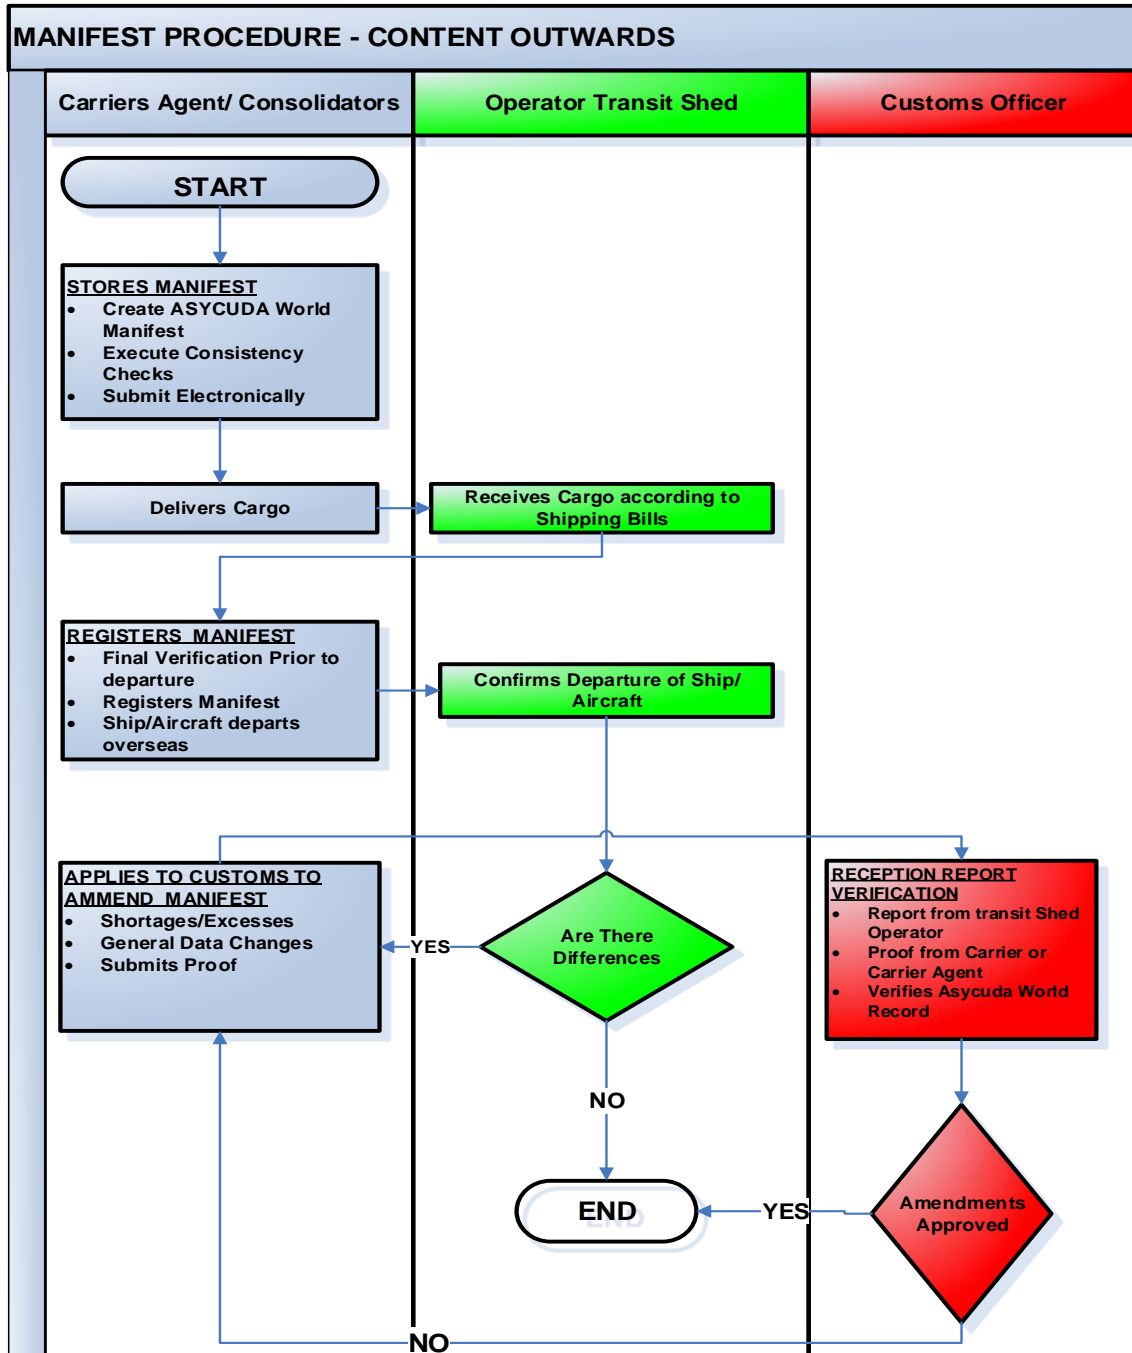 MANIFEST PROCEDURE - CONTENT OUTWARDS
Carriers Agent/ Consolidators
Operator Transit Shed
Customs Officer
START
STORES MANIFEST
• Create ASYCUDA World
Manifest
• Execute Consistency
Checks
• Submit Electronically
Delivers Cargo
Receives Cargo according to
Shipping Bills
REGISTERS MANIFEST
• Final Verification Prior to
departure
• Registers Manifest
• Ship/Aircraft departs
overseas
Confirms Departure of Ship/
Aircraft
APPLIES TO CUSTOMS TO
AMMEND MANIFEST
• Shortages/Excesses
• General Data Changes
• Submits Proof
YES
Are There
Differences
RECEPTION REPORT
VERIFICATION
• Report from transit Shed
Operator
• Proof from Carrier or
Carrier Agent
• Verifies Asycuda World
Record
NO
END
YES
Amendments
Approved
NO